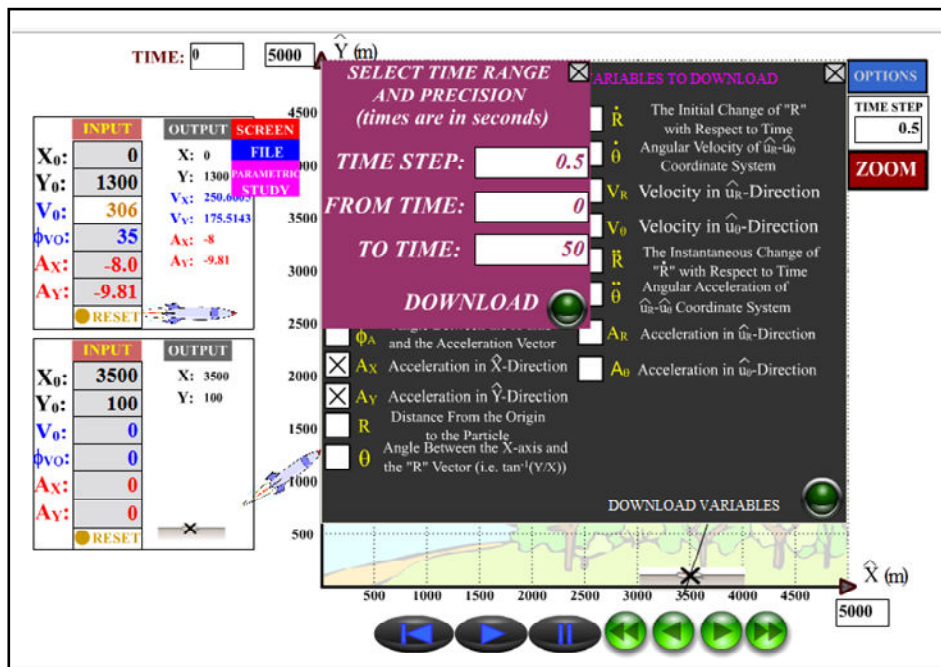 TIME: 0
5000
Ŷ (m)
INPUT
X₀: 0
Y₀: 1300
V₀: 306
ϕVO: 35
AX: -8.0
AY: -9.81
RESET
OUTPUT
X: 0
Y: 1300
VX: 250.6605
VY: 175.5143
AX: -8
AY: -9.81
SCREEN
FILE
PARAMETRIC
STUDY
INPUT
X₀: 3500
Y₀: 100
V₀: 0
ϕVO: 0
AX: 0
AY: 0
RESET
OUTPUT
X: 3500
Y: 100
4500
3500
3000
2500
2000
1500
1000
500
SELECT TIME RANGE
AND PRECISION
(times are in seconds)
TIME STEP: 0.5
FROM TIME: 0
TO TIME: 50
DOWNLOAD
ARIABLES TO DOWNLOAD
Ṙ The Initial Change of "R"
with Respect to Time
θ̇ Angular Velocity of ûR-ûθ
Coordinate System
VR Velocity in ûR-Direction
Vθ Velocity in ûθ-Direction
R̈ The Instantaneous Change of
"Ṙ" with Respect to Time
θ̈ Angular Acceleration of
ûR-ûθ Coordinate System
AR Acceleration in ûR-Direction
Aθ Acceleration in ûθ-Direction
ϕA
and the Acceleration Vector
AX Acceleration in X̂-Direction
AY Acceleration in Ŷ-Direction
R Distance From the Origin
to the Particle
θ Angle Between the X-axis and
the "R" Vector (i.e. tan⁻¹(Y/X))
DOWNLOAD VARIABLES
OPTIONS
TIME STEP
0.5
ZOOM
500 1000 1500 2000 2500 3000 3500 4000 4500
X̂ (m)
5000